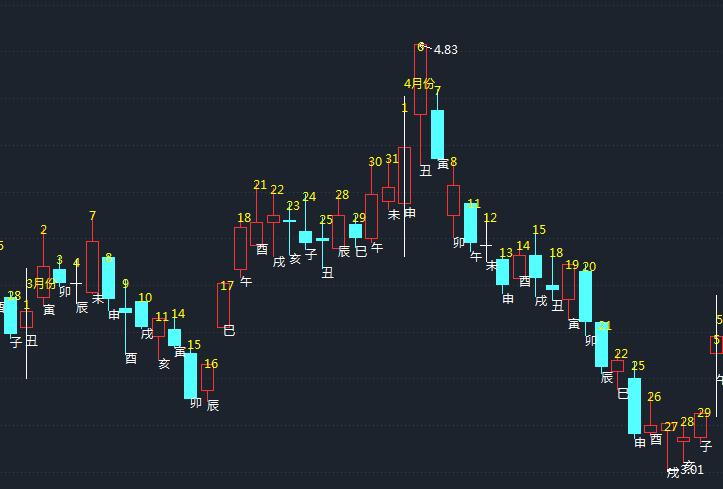 4.83
4月份
3月份
28
1
2
3
4
7
8
9
10
11
14
15
16
17
18
21
22
23
24
25
28
29
30
31
1
6
7
8
11
12
13
14
15
18
19
20
21
22
25
26
27
28
29
5
5
子
丑
寅
卯
辰
未
申
酉
戌
亥
寅
卯
辰
巳
午
酉
戌
亥
子
丑
辰
巳
午
未
申
丑
寅
卯
午
未
申
酉
戌
丑
寅
卯
辰
巳
申
酉
戌
亥
子
午
3.01